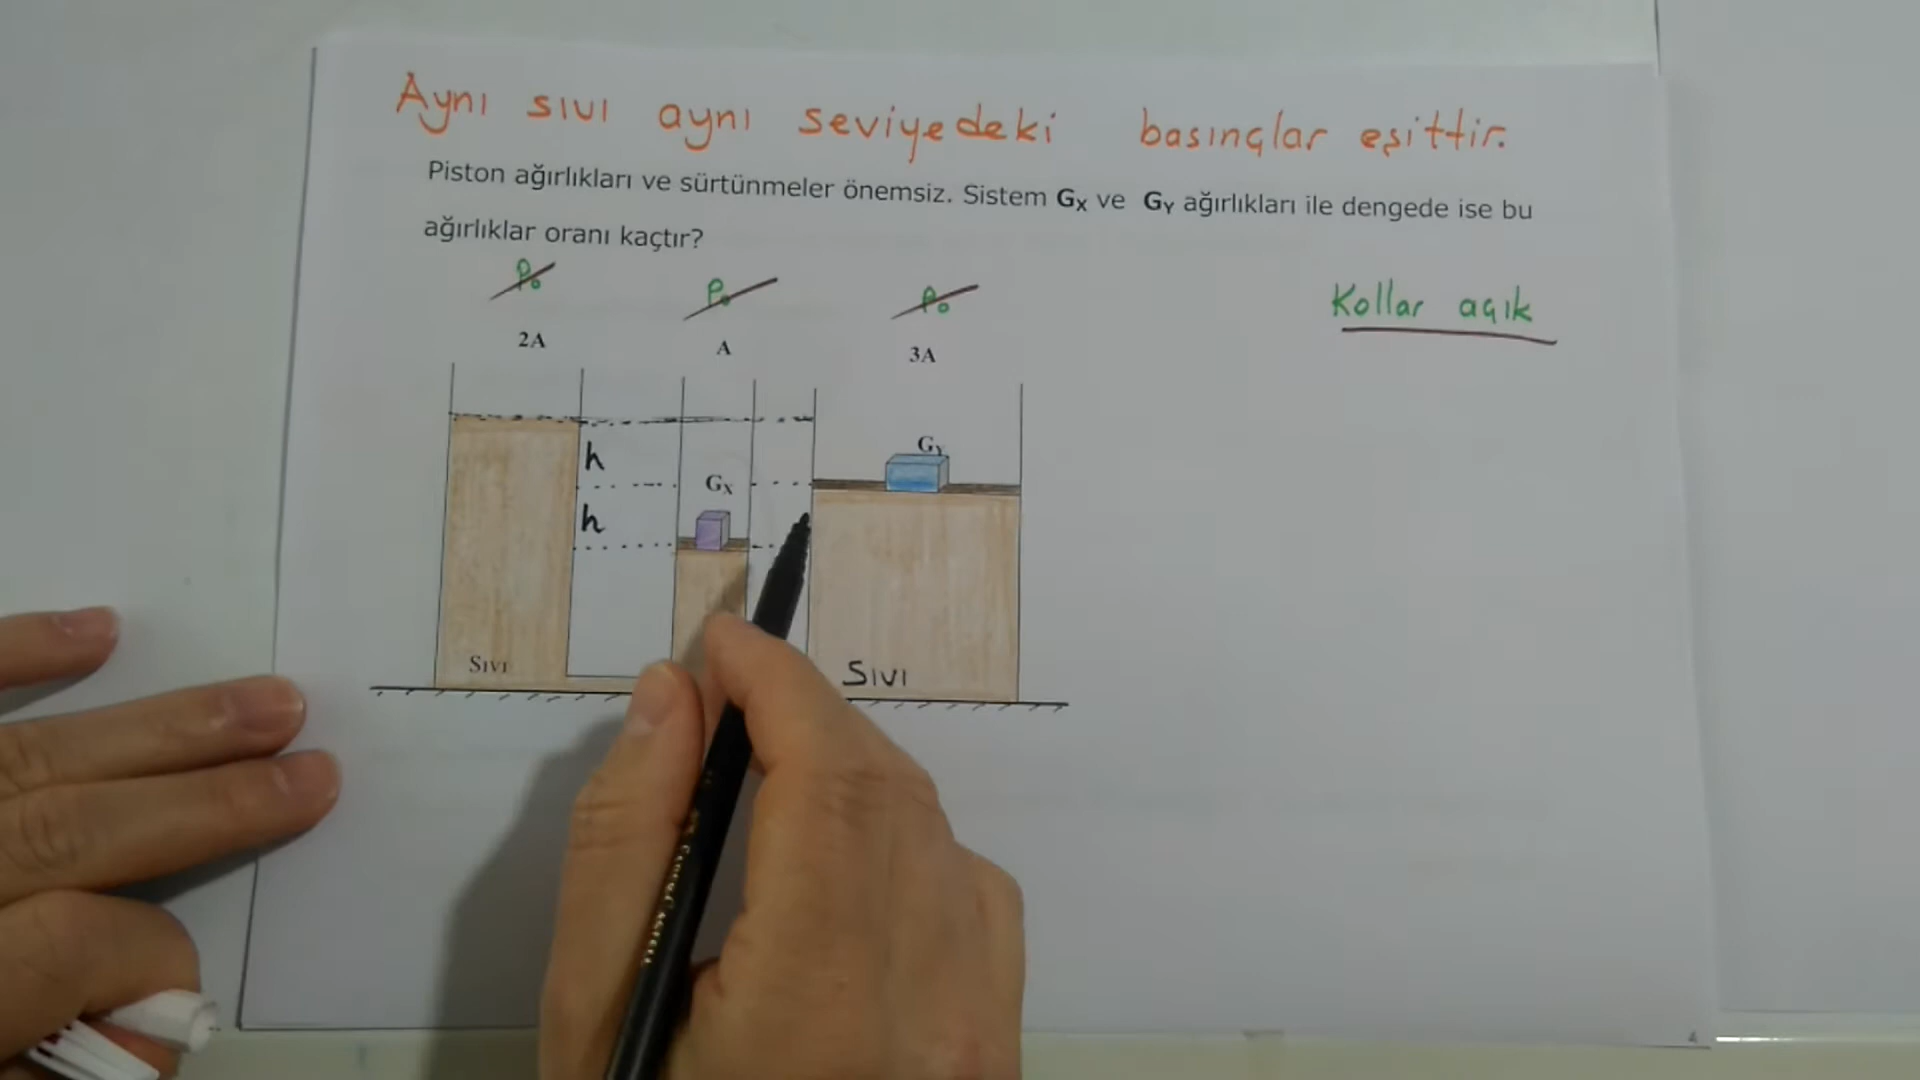 Aynı sıvı aynı seviyedeki basınçlar eşittir.
Piston ağırlıkları ve sürtünmeler önemsiz. Sistem Gx ve GY ağırlıkları ile dengede ise bu
ağırlıklar oranı kaçtır?
P₀ P₀ P₀
Kollar açık
2A A 3A
h
GY
Gx
h
Sıvı
Sıvı
4